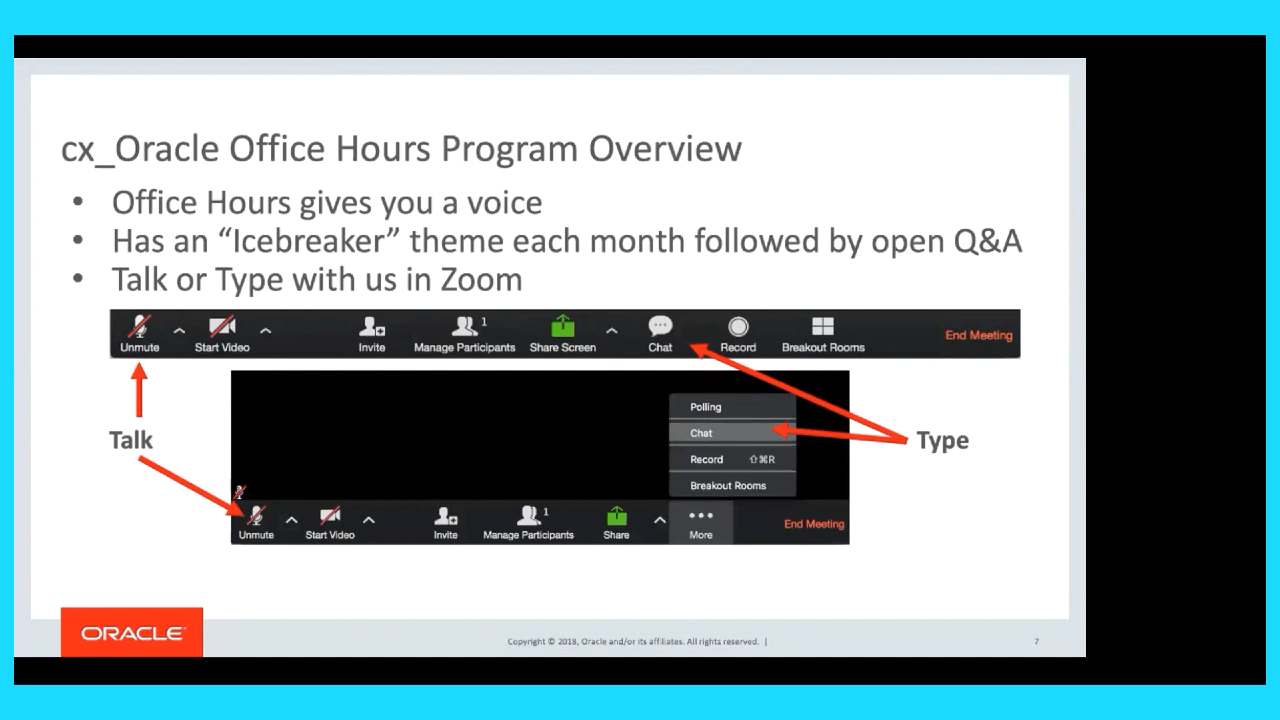 cx_Oracle Office Hours Program Overview
• Office Hours gives you a voice
• Has an “Icebreaker” theme each month followed by open Q&A
• Talk or Type with us in Zoom
Unmute Start Video Invite Manage Participants 1 Share Screen Chat Record Breakout Rooms End Meeting
Polling
Talk Chat Type
Record ⇧⌘R
Breakout Rooms
Unmute Start Video Invite Manage Participants 1 Share More End Meeting
ORACLE®
Copyright © 2018, Oracle and/or its affiliates. All rights reserved. | 7